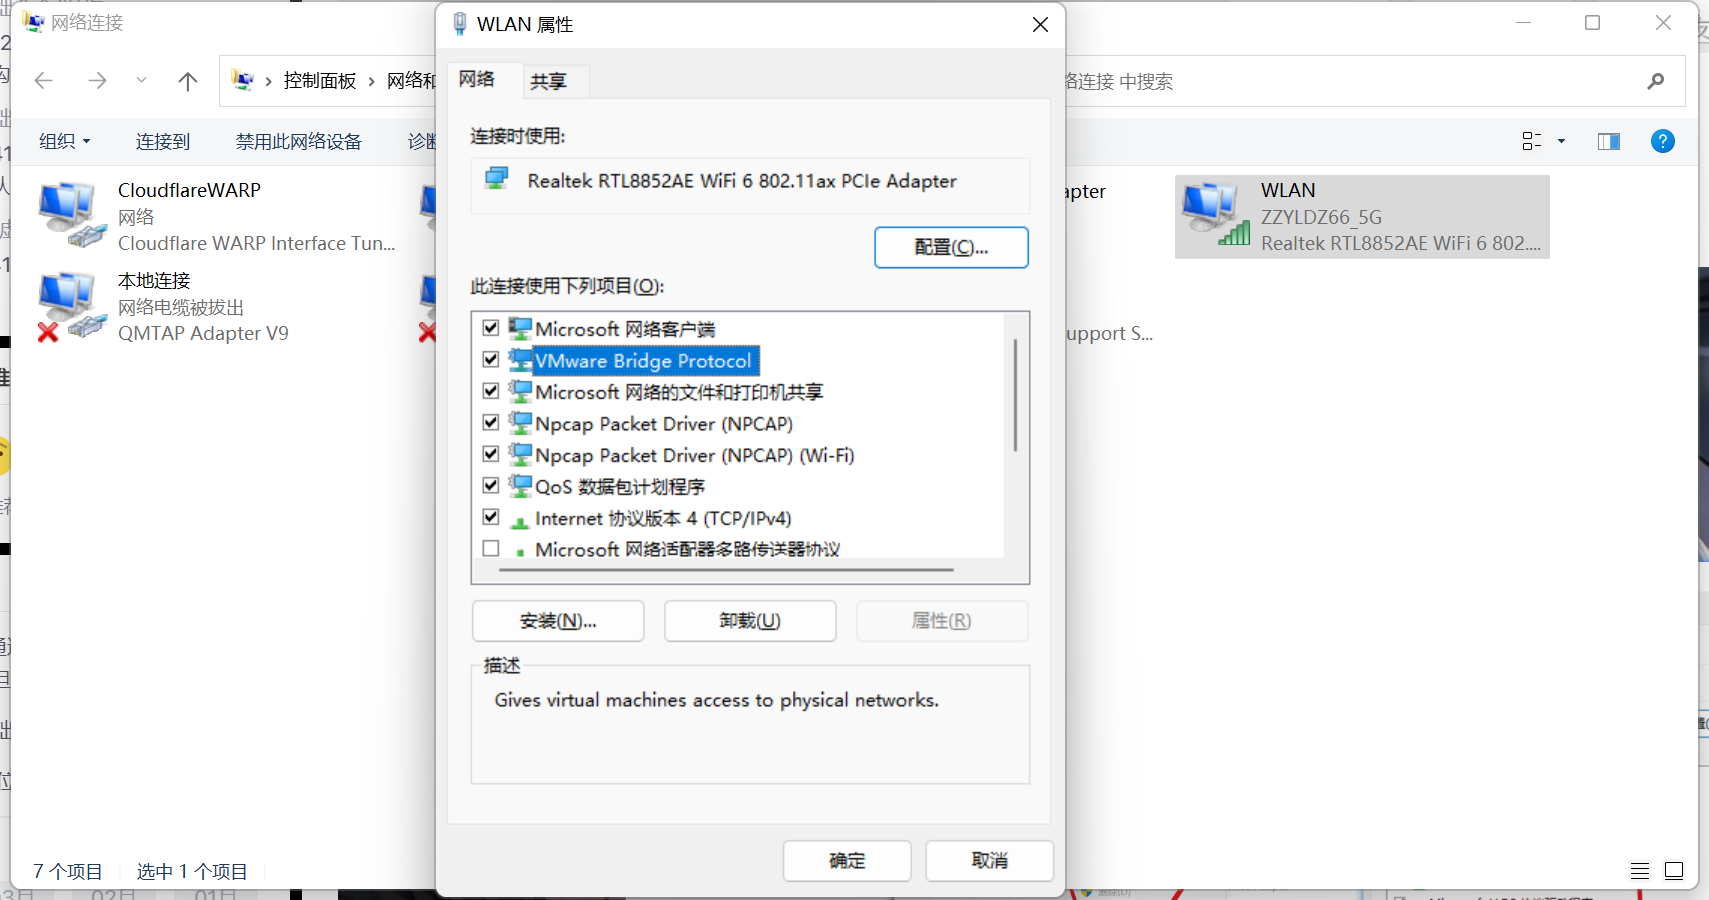 网络连接
WLAN 属性
控制面板
网络和
络连接 中搜索
网络
共享
组织
连接到
禁用此网络设备
诊断
连接时使用:
Realtek RTL8852AE WiFi 6 802.11ax PCIe Adapter
配置(C)...
CloudflareWARP
网络
Cloudflare WARP Interface Tun...
本地连接
网络电缆被拔出
QMTAP Adapter V9
apter
upport S...
WLAN
ZZYLDZ66_5G
Realtek RTL8852AE WiFi 6 802....
此连接使用下列项目(O):
Microsoft 网络客户端
VMware Bridge Protocol
Microsoft 网络的文件和打印机共享
Npcap Packet Driver (NPCAP)
Npcap Packet Driver (NPCAP) (Wi-Fi)
QoS 数据包计划程序
Internet 协议版本 4 (TCP/IPv4)
Microsoft 网络适配器多路传送器协议
安装(N)...
卸载(U)
属性(R)
描述
Gives virtual machines access to physical networks.
确定
取消
7 个项目
选中 1 个项目
02月
01月